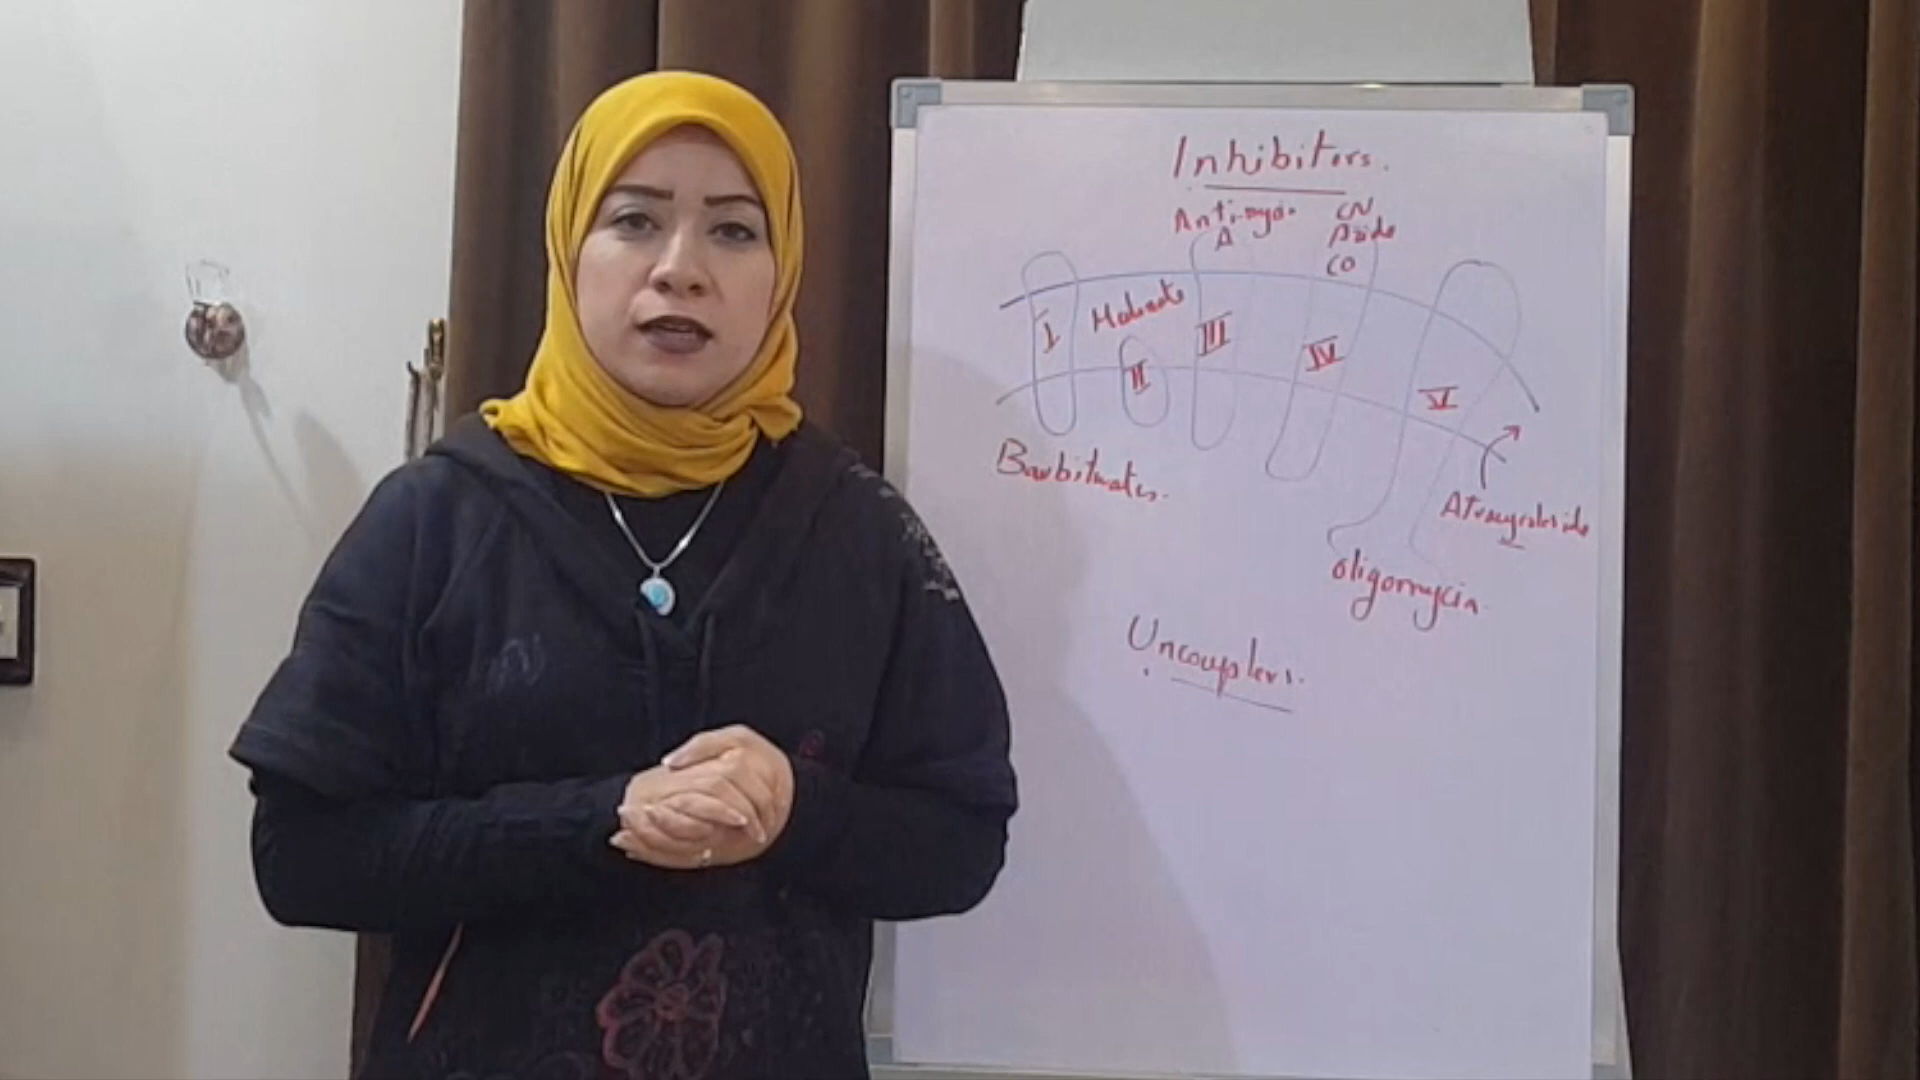 Inhibitors.
Antimycin
A
CN
Azide
CO
I
Malonate
II
III
IV
V
Barbiturates.
Atractyloside
oligomycin
Uncouplers.